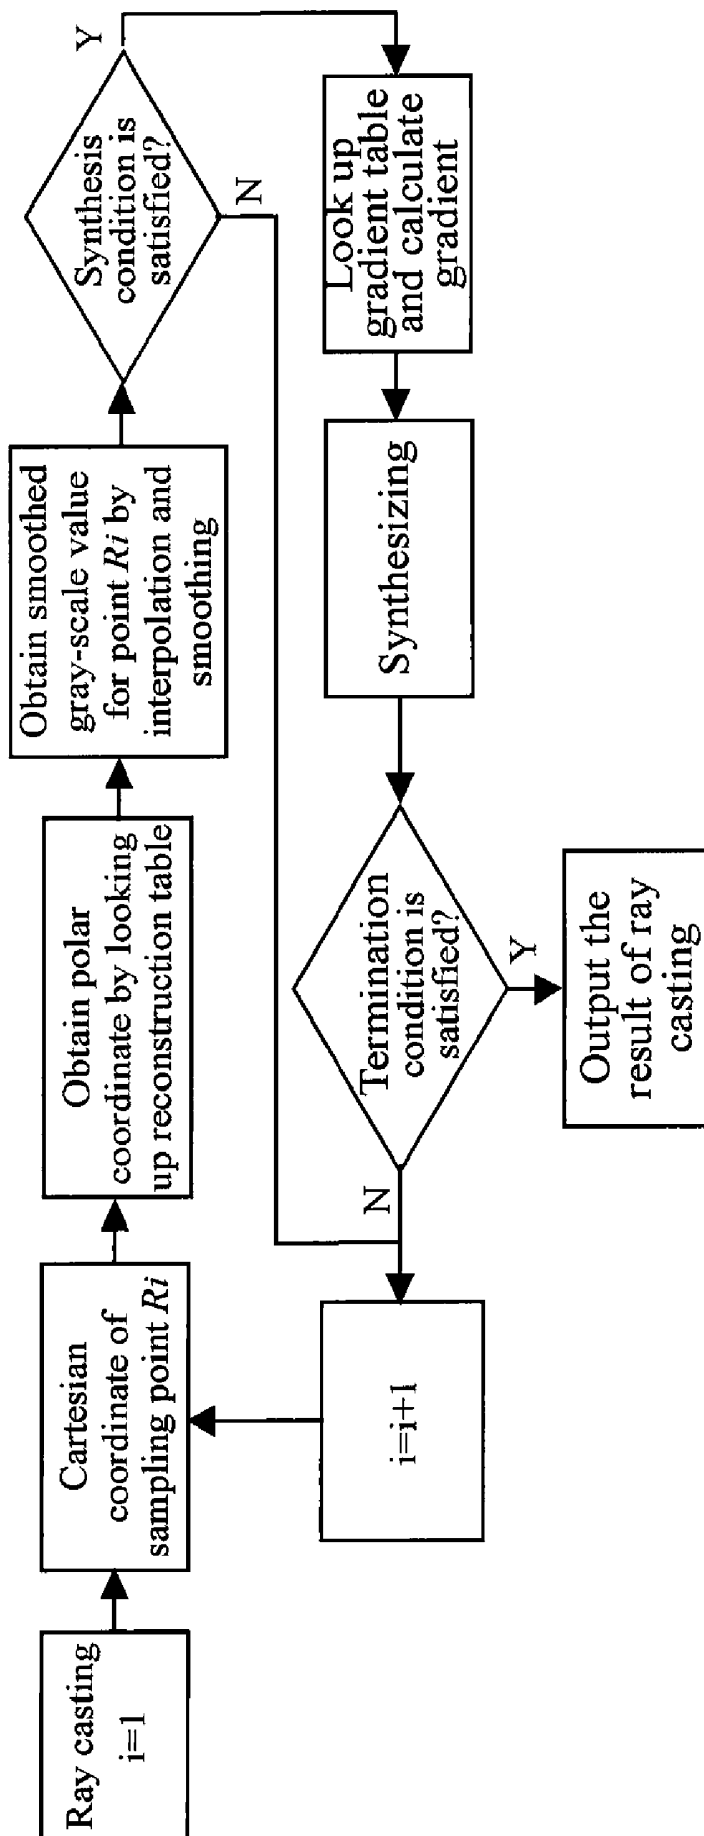 Ray casting
i=1
Cartesian
coordinate of
sampling point Ri
Obtain polar
coordinate by looking
up reconstruction table
Obtain smoothed
gray-scale value
for point Ri by
interpolation and
smoothing
Synthesis
condition is
satisfied?
Y
N
Look up
gradient table
and calculate
gradient
Synthesizing
Termination
condition is
satisfied?
N
Y
i=i+1
Output the
result of ray
casting